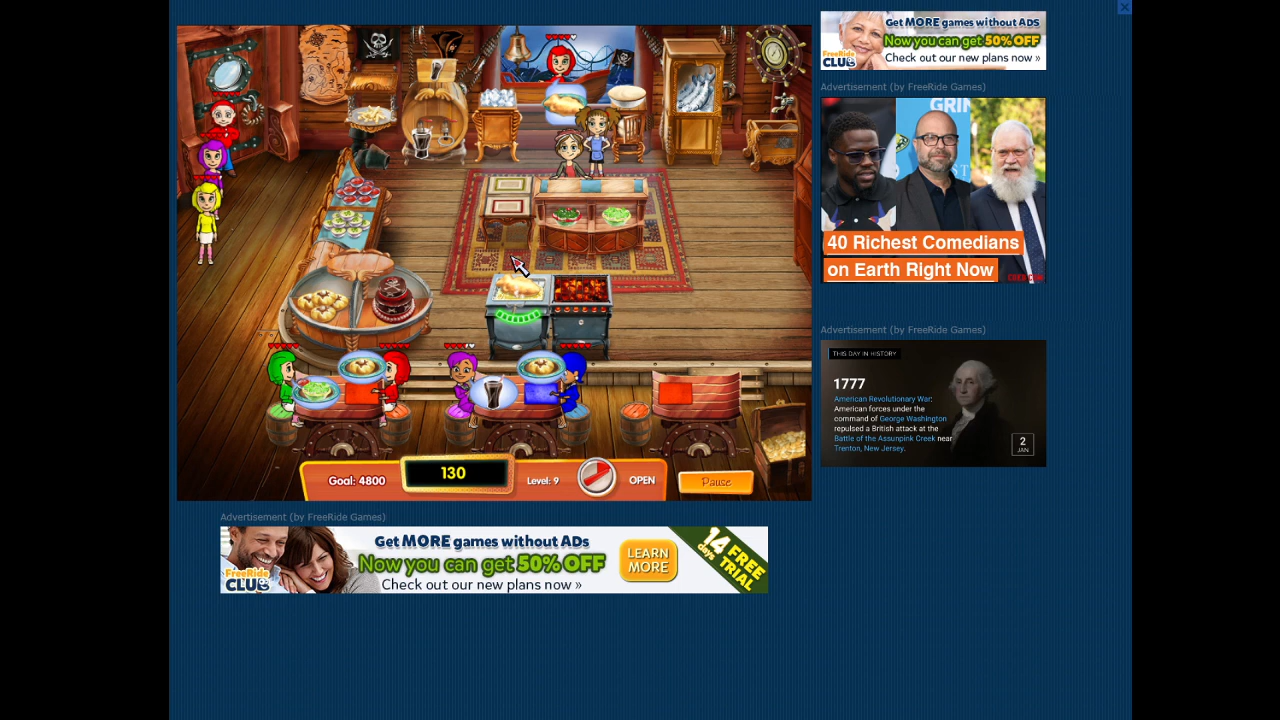 Get MORE games without ADs
Now you can get 50% OFF
FreeRide
CLUB
Check out our new plans now »
Advertisement (by FreeRide Games)
GRIN
40 Richest Comedians
on Earth Right Now
Advertisement (by FreeRide Games)
THIS DAY IN HISTORY
1777
American Revolutionary War:
American forces under the
command of George Washington
repulsed a British attack at the
Battle of the Assunpink Creek near
Trenton, New Jersey.
2
JAN
Goal: 4800
130
Level: 9
OPEN
Pause
Advertisement (by FreeRide Games)
Get MORE games without ADs
Now you can get 50% OFF
Check out our new plans now »
FreeRide
CLUB
LEARN
MORE
14 FREE
days TRIAL